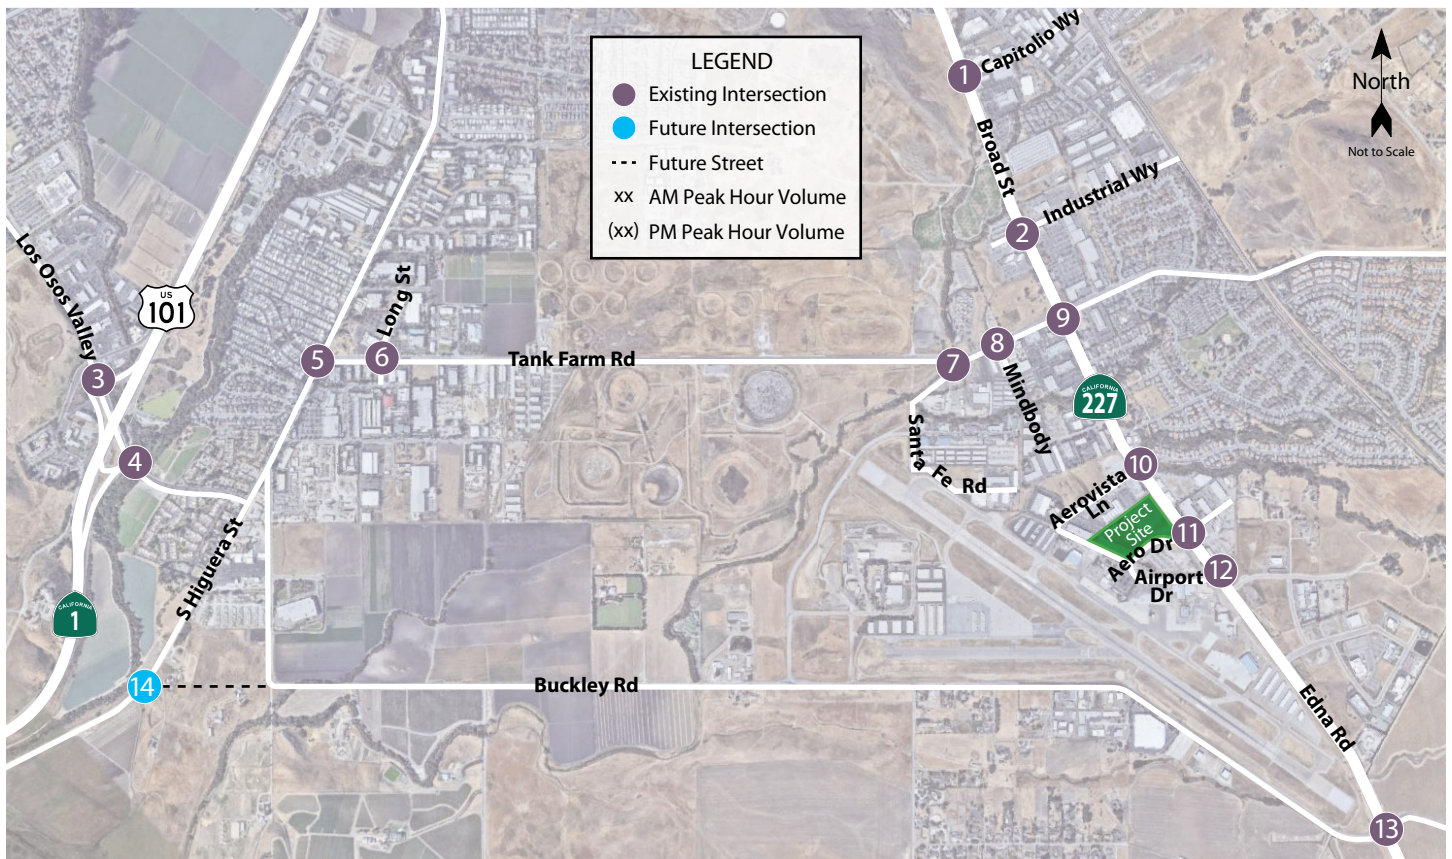 LEGEND
Existing Intersection
Future Intersection
Future Street
xx AM Peak Hour Volume
(xx) PM Peak Hour Volume
North
Not to Scale
1
Capitolio Wy
Broad St
Industrial Wy
2
Los Osos Valley
US
101
Long St
9
8
3
5
6
Tank Farm Rd
7
Mindbody
CALIFORNIA
227
Santa Fe Rd
4
10
Aerovista
Ln
Project
Site
11
Aero Dr
Airport
Dr
12
S Higuera St
CALIFORNIA
1
14
Buckley Rd
Edna Rd
13